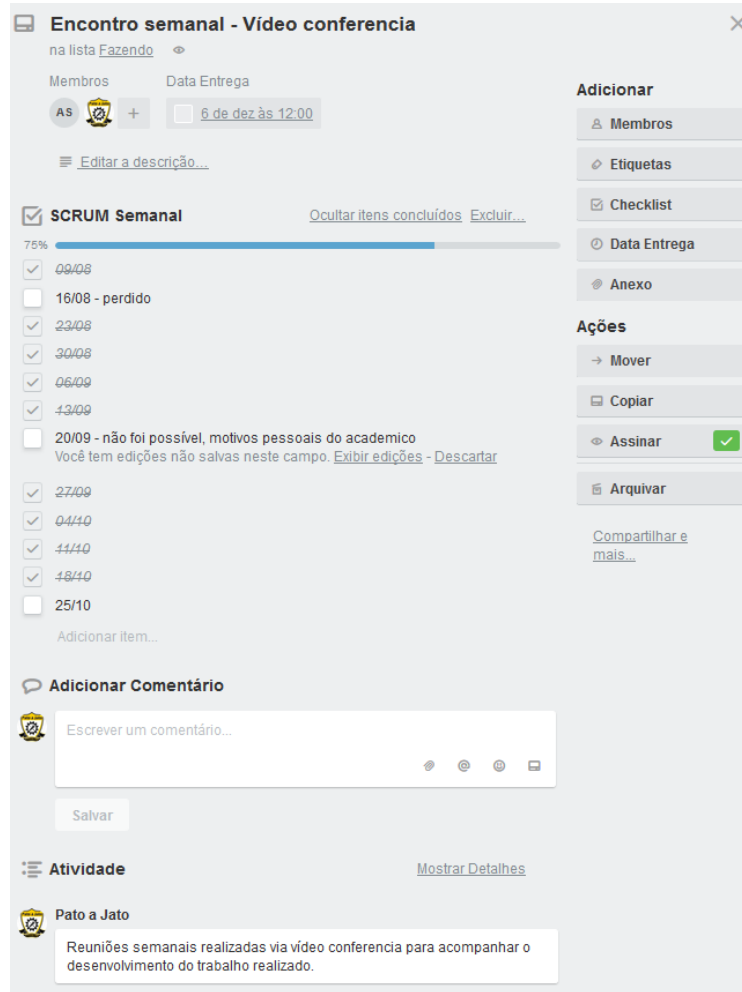 Encontro semanal - Vídeo conferencia
na lista Fazendo
Membros
Data Entrega
AS
+
6 de dez às 12:00
Editar a descrição...
SCRUM Semanal
Ocultar itens concluídos Excluir...
75%
09/08
16/08 - perdido
23/08
30/08
06/09
13/09
20/09 - não foi possível, motivos pessoais do academico
Você tem edições não salvas neste campo. Exibir edições - Descartar
27/09
04/10
11/10
18/10
25/10
Adicionar item...
Adicionar Comentário
Escrever um comentário...
@
Salvar
Atividade
Mostrar Detalhes
Pato a Jato
Reuniões semanais realizadas via vídeo conferencia para acompanhar o
desenvolvimento do trabalho realizado.
Adicionar
Membros
Etiquetas
Checklist
Data Entrega
Anexo
Ações
Mover
Copiar
Assinar
Arquivar
Compartilhar e
mais...